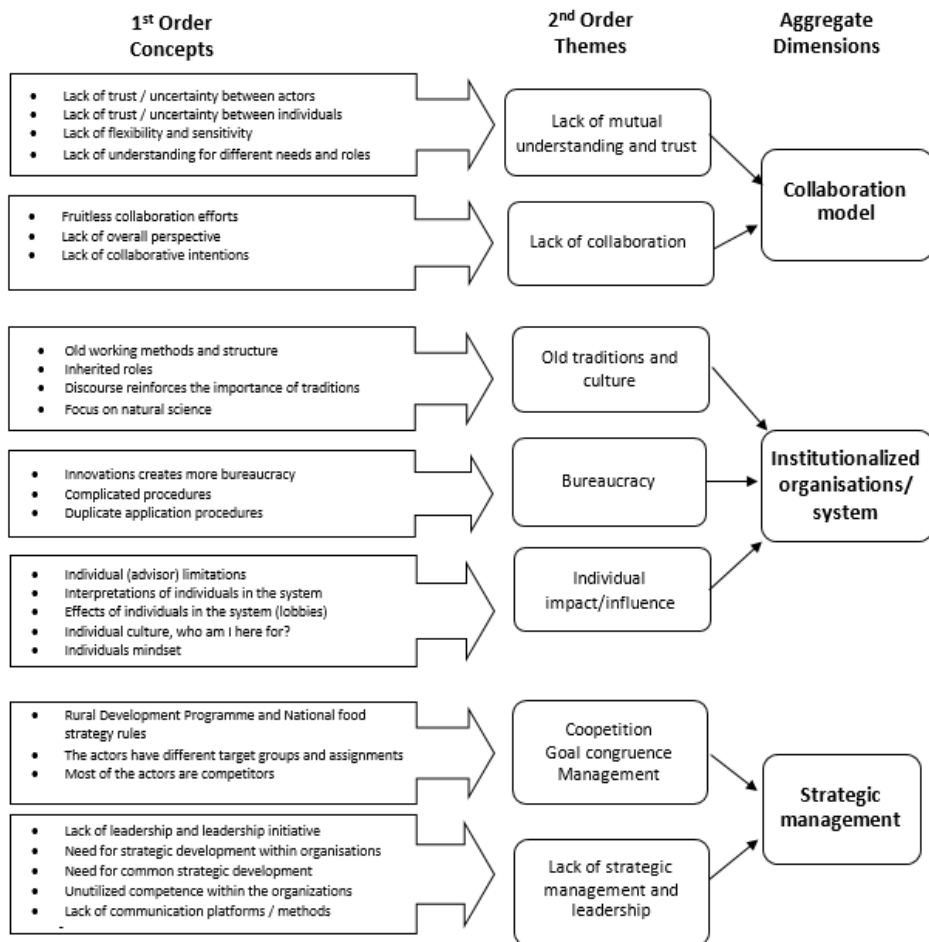 1st Order
Concepts
2nd Order
Themes
Aggregate
Dimensions
• Lack of trust / uncertainty between actors
• Lack of trust / uncertainty between individuals
• Lack of flexibility and sensitivity
• Lack of understanding for different needs and roles
Lack of mutual
understanding and trust
Collaboration
model
• Fruitless collaboration efforts
• Lack of overall perspective
• Lack of collaborative intentions
Lack of collaboration
• Old working methods and structure
• Inherited roles
• Discourse reinforces the importance of traditions
• Focus on natural science
Old traditions and
culture
• Innovations creates more bureaucracy
• Complicated procedures
• Duplicate application procedures
Bureaucracy
Institutionalized
organisations/
system
• Individual (advisor) limitations
• Interpretations of individuals in the system
• Effects of individuals in the system (lobbies)
• Individual culture, who am I here for?
• Individuals mindset
Individual
impact/influence
• Rural Development Programme and National food
strategy rules
• The actors have different target groups and assignments
• Most of the actors are competitors
Coopetition
Goal congruence
Management
Strategic
management
• Lack of leadership and leadership initiative
• Need for strategic development within organisations
• Need for common strategic development
• Unutilized competence within the organizations
• Lack of communication platforms / methods
-
Lack of strategic
management and
leadership